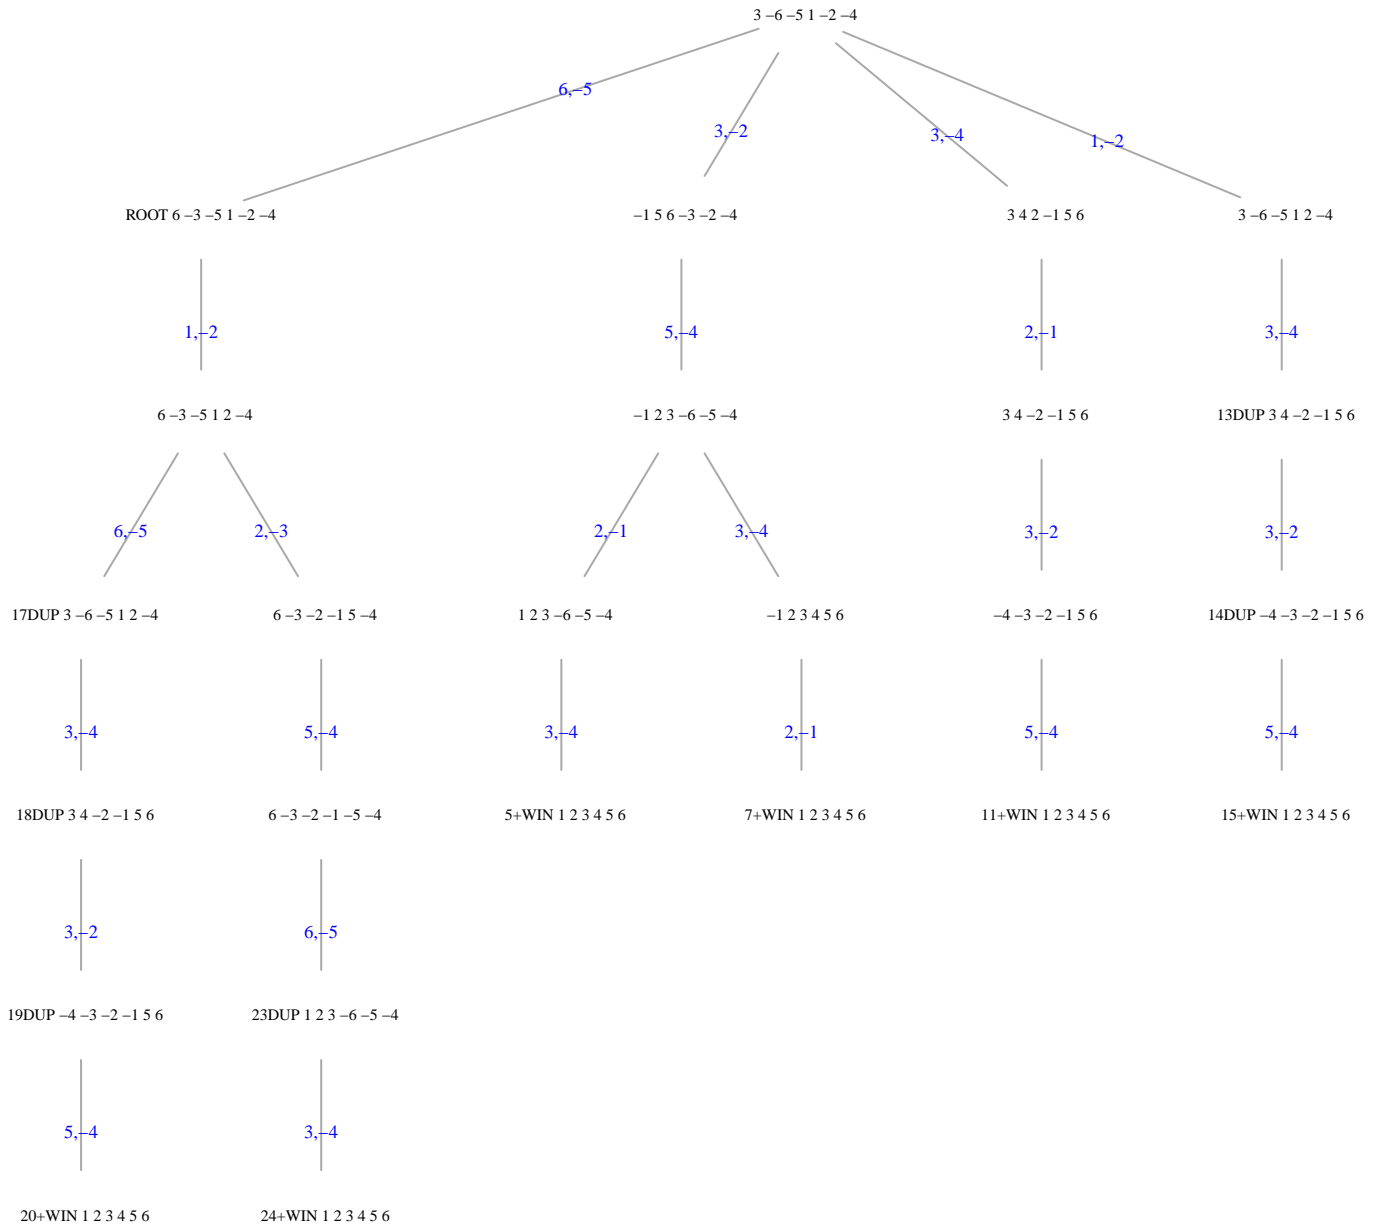 3 –6 –5 1 –2 –4
6,–5
3,–2
3,–4
1,–2
ROOT 6 –3 –5 1 –2 –4
–1 5 6 –3 –2 –4
3 4 2 –1 5 6
3 –6 –5 1 2 –4
1,–2
5,–4
2,–1
3,–4
6 –3 –5 1 2 –4
–1 2 3 –6 –5 –4
3 4 –2 –1 5 6
13DUP 3 4 –2 –1 5 6
6,–5
2,–3
2,–1
3,–4
3,–2
3,–2
17DUP 3 –6 –5 1 2 –4
6 –3 –2 –1 5 –4
1 2 3 –6 –5 –4
–1 2 3 4 5 6
–4 –3 –2 –1 5 6
14DUP –4 –3 –2 –1 5 6
3,–4
5,–4
3,–4
2,–1
5,–4
5,–4
18DUP 3 4 –2 –1 5 6
6 –3 –2 –1 –5 –4
5+WIN 1 2 3 4 5 6
7+WIN 1 2 3 4 5 6
11+WIN 1 2 3 4 5 6
15+WIN 1 2 3 4 5 6
3,–2
6,–5
19DUP –4 –3 –2 –1 5 6
23DUP 1 2 3 –6 –5 –4
5,–4
3,–4
20+WIN 1 2 3 4 5 6
24+WIN 1 2 3 4 5 6